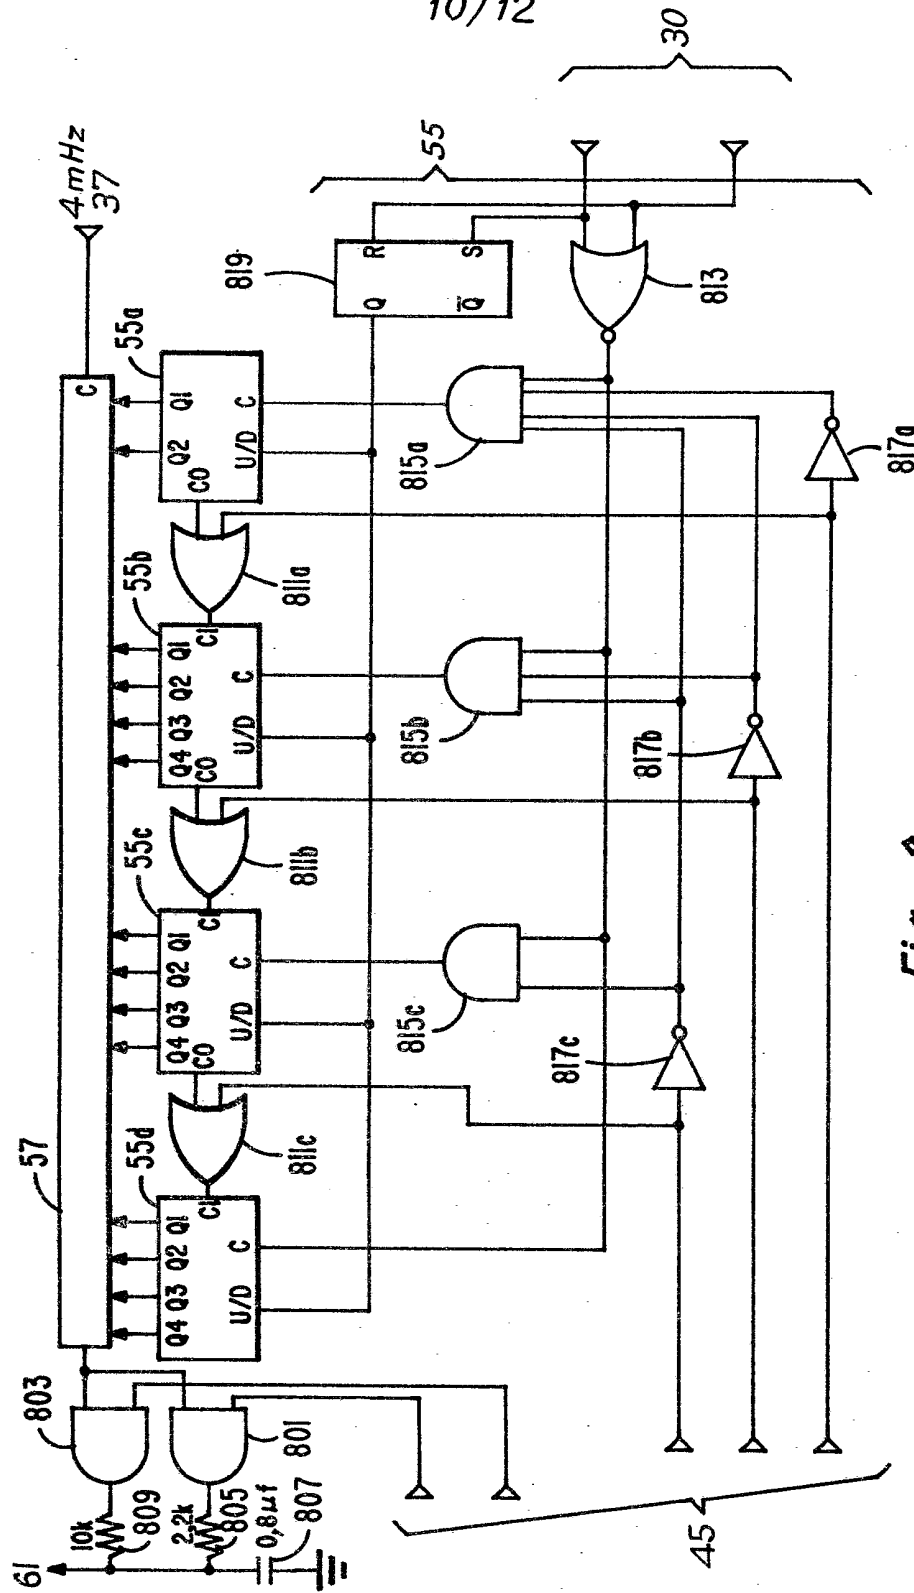 10/12
4 mHz
37
57
C
55a
Q1
Q2
CO
U/D
C
811a
55b
CI
Q1
Q2
Q3
Q4
CO
U/D
C
811b
55c
CI
Q1
Q2
Q3
Q4
CO
U/D
C
811c
55d
CI
Q1
Q2
Q3
Q4
U/D
C
819
R
S
Q
Q̅
55
30
813
815a
815b
815c
817a
817b
817c
803
801
61
10k
809
2,2k
805
0,8µf
807
45